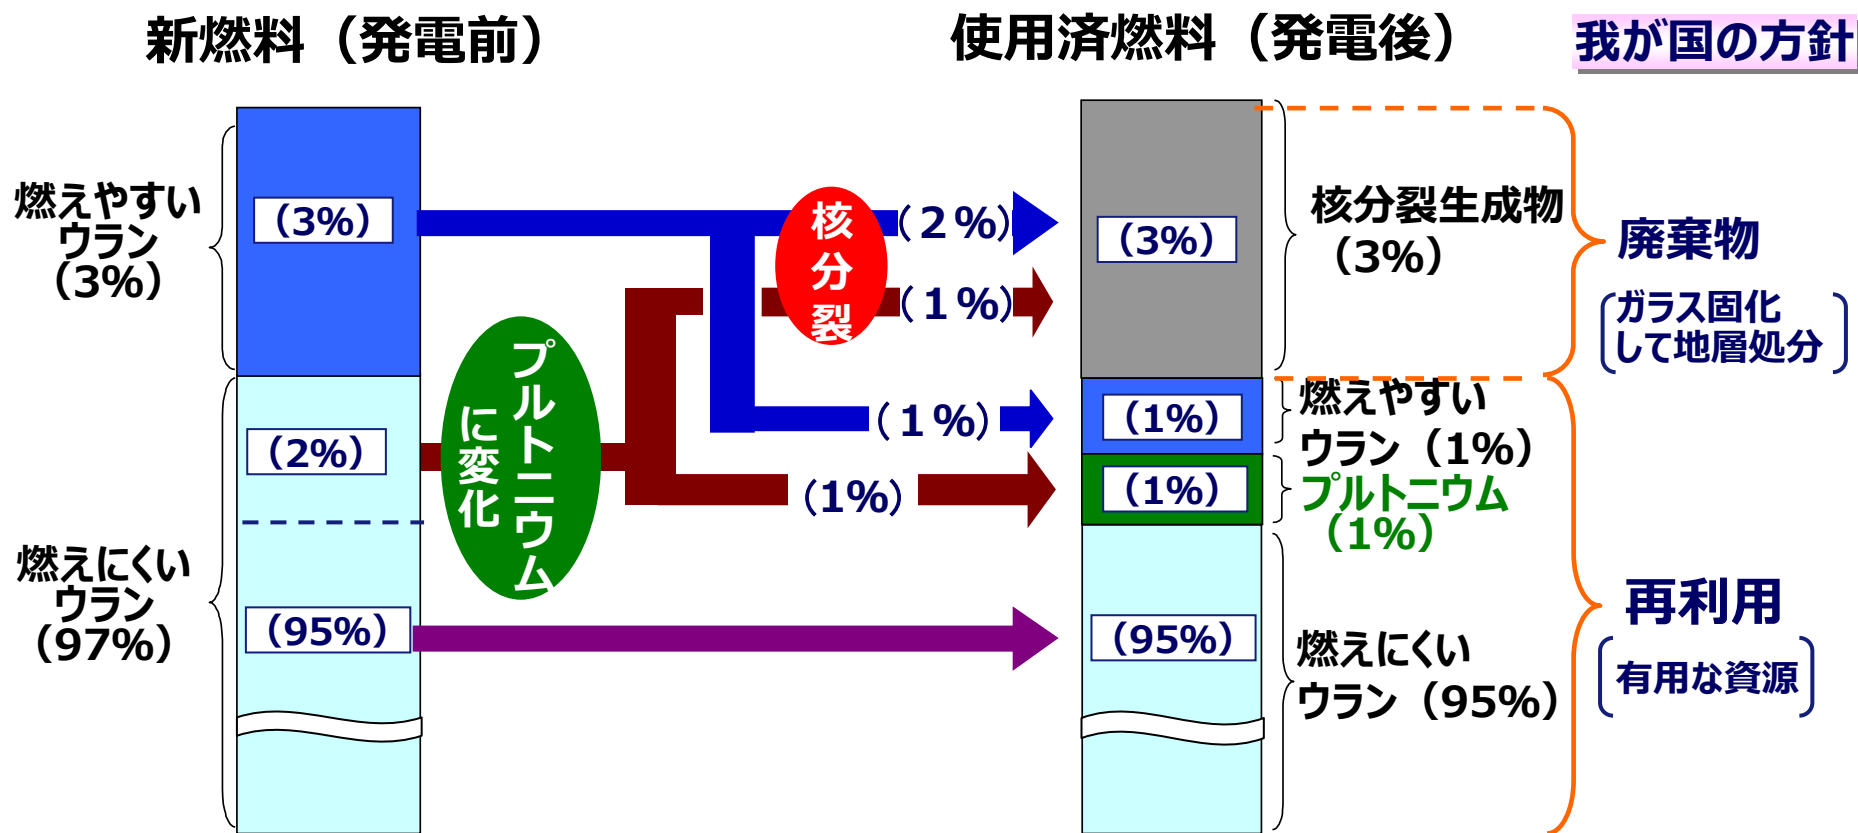 新燃料（発電前）
使用済燃料（発電後）
我が国の方針
燃えやすい
ウラン
（3%）
（3%）
燃えにくい
ウラン
（97%）
（2%）
（95%）
プルトニウム
に変化
核分裂
（２%）
（１%）
（１%）
（1%）
（3%）
（1%）
（1%）
（95%）
核分裂生成物
（3%）
燃えやすい
ウラン（1%）
プルトニウム
（1%）
燃えにくい
ウラン（95%）
廃棄物
ガラス固化
して地層処分
再利用
有用な資源